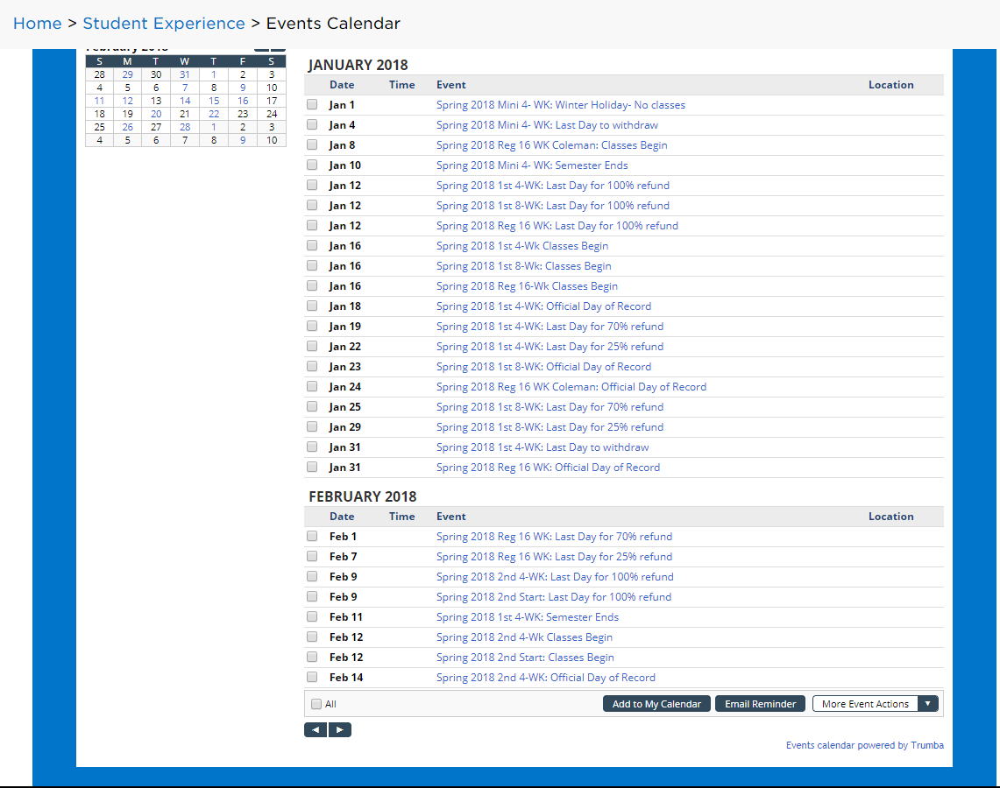 Home > Student Experience > Events Calendar
February 2018
S M T W T F S
28 29 30 31 1 2 3
4 5 6 7 8 9 10
11 12 13 14 15 16 17
18 19 20 21 22 23 24
25 26 27 28 1 2 3
4 5 6 7 8 9 10
JANUARY 2018
Date Time Event Location
Jan 1 Spring 2018 Mini 4- WK: Winter Holiday- No classes
Jan 4 Spring 2018 Mini 4- WK: Last Day to withdraw
Jan 8 Spring 2018 Reg 16 WK Coleman: Classes Begin
Jan 10 Spring 2018 Mini 4- WK: Semester Ends
Jan 12 Spring 2018 1st 4-WK: Last Day for 100% refund
Jan 12 Spring 2018 1st 8-WK: Last Day for 100% refund
Jan 12 Spring 2018 Reg 16 WK: Last Day for 100% refund
Jan 16 Spring 2018 1st 4-Wk Classes Begin
Jan 16 Spring 2018 1st 8-Wk: Classes Begin
Jan 16 Spring 2018 Reg 16-Wk Classes Begin
Jan 18 Spring 2018 1st 4-WK: Official Day of Record
Jan 19 Spring 2018 1st 4-WK: Last Day for 70% refund
Jan 22 Spring 2018 1st 4-WK: Last Day for 25% refund
Jan 23 Spring 2018 1st 8-WK: Official Day of Record
Jan 24 Spring 2018 Reg 16 WK Coleman: Official Day of Record
Jan 25 Spring 2018 1st 8-WK: Last Day for 70% refund
Jan 29 Spring 2018 1st 8-WK: Last Day for 25% refund
Jan 31 Spring 2018 1st 4-WK: Last Day to withdraw
Jan 31 Spring 2018 Reg 16 WK: Official Day of Record
FEBRUARY 2018
Date Time Event Location
Feb 1 Spring 2018 Reg 16 WK: Last Day for 70% refund
Feb 7 Spring 2018 Reg 16 WK: Last Day for 25% refund
Feb 9 Spring 2018 2nd 4-WK: Last Day for 100% refund
Feb 9 Spring 2018 2nd Start: Last Day for 100% refund
Feb 11 Spring 2018 1st 4-WK: Semester Ends
Feb 12 Spring 2018 2nd 4-Wk Classes Begin
Feb 12 Spring 2018 2nd Start: Classes Begin
Feb 14 Spring 2018 2nd 4-WK: Official Day of Record
All Add to My Calendar Email Reminder More Event Actions
Events calendar powered by Trumba